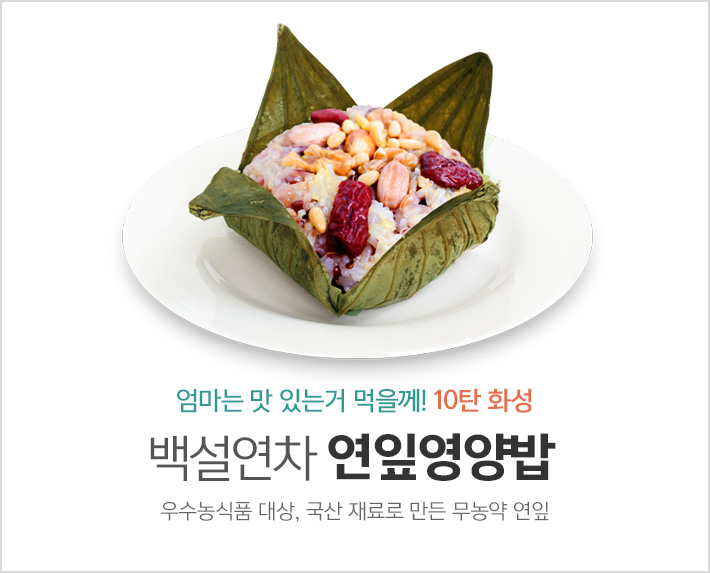 엄마는 맛 있는거 먹을께! 10탄 화성
백설연차 연잎영양밥
우수농식품 대상, 국산 재료로 만든 무농약 연잎